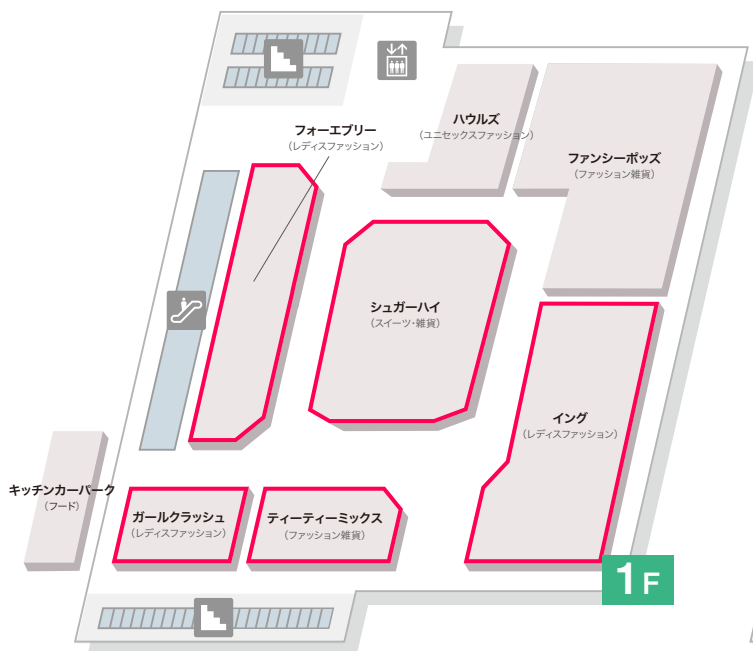 ハウルズ
(ユニセックスファッション)
フォーエブリー
(レディスファッション)
ファンシーポッズ
(ファッション雑貨)
シュガーハイ
(スイーツ・雑貨)
イング
(レディスファッション)
キッチンカーパーク
(フード)
ガールクラッシュ
(レディスファッション)
ティーティーミックス
(ファッション雑貨)
1F